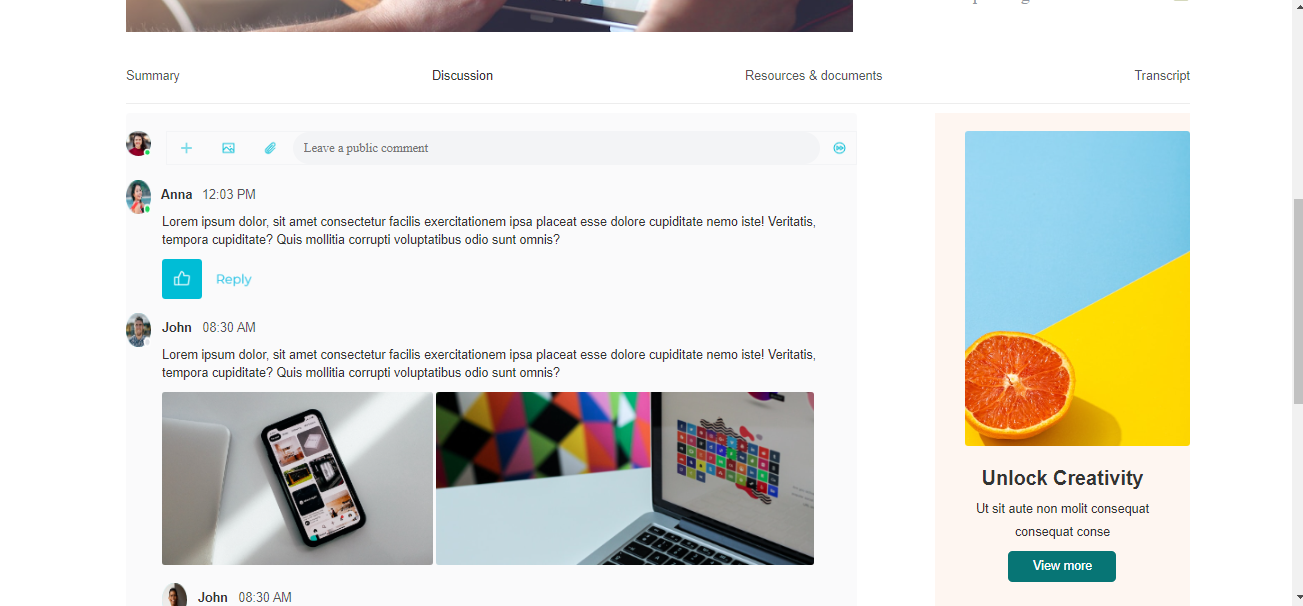 Summary
Discussion
Resources & documents
Transcript
Leave a public comment
Anna 12:03 PM
Lorem ipsum dolor, sit amet consectetur facilis exercitationem ipsa placeat esse dolore cupiditate nemo iste! Veritatis,
tempora cupiditate? Quis mollitia corrupti voluptatibus odio sunt omnis?
Reply
John 08:30 AM
Lorem ipsum dolor, sit amet consectetur facilis exercitationem ipsa placeat esse dolore cupiditate nemo iste! Veritatis,
tempora cupiditate? Quis mollitia corrupti voluptatibus odio sunt omnis?
John 08:30 AM
Unlock Creativity
Ut sit aute non molit consequat
consequat conse
View more